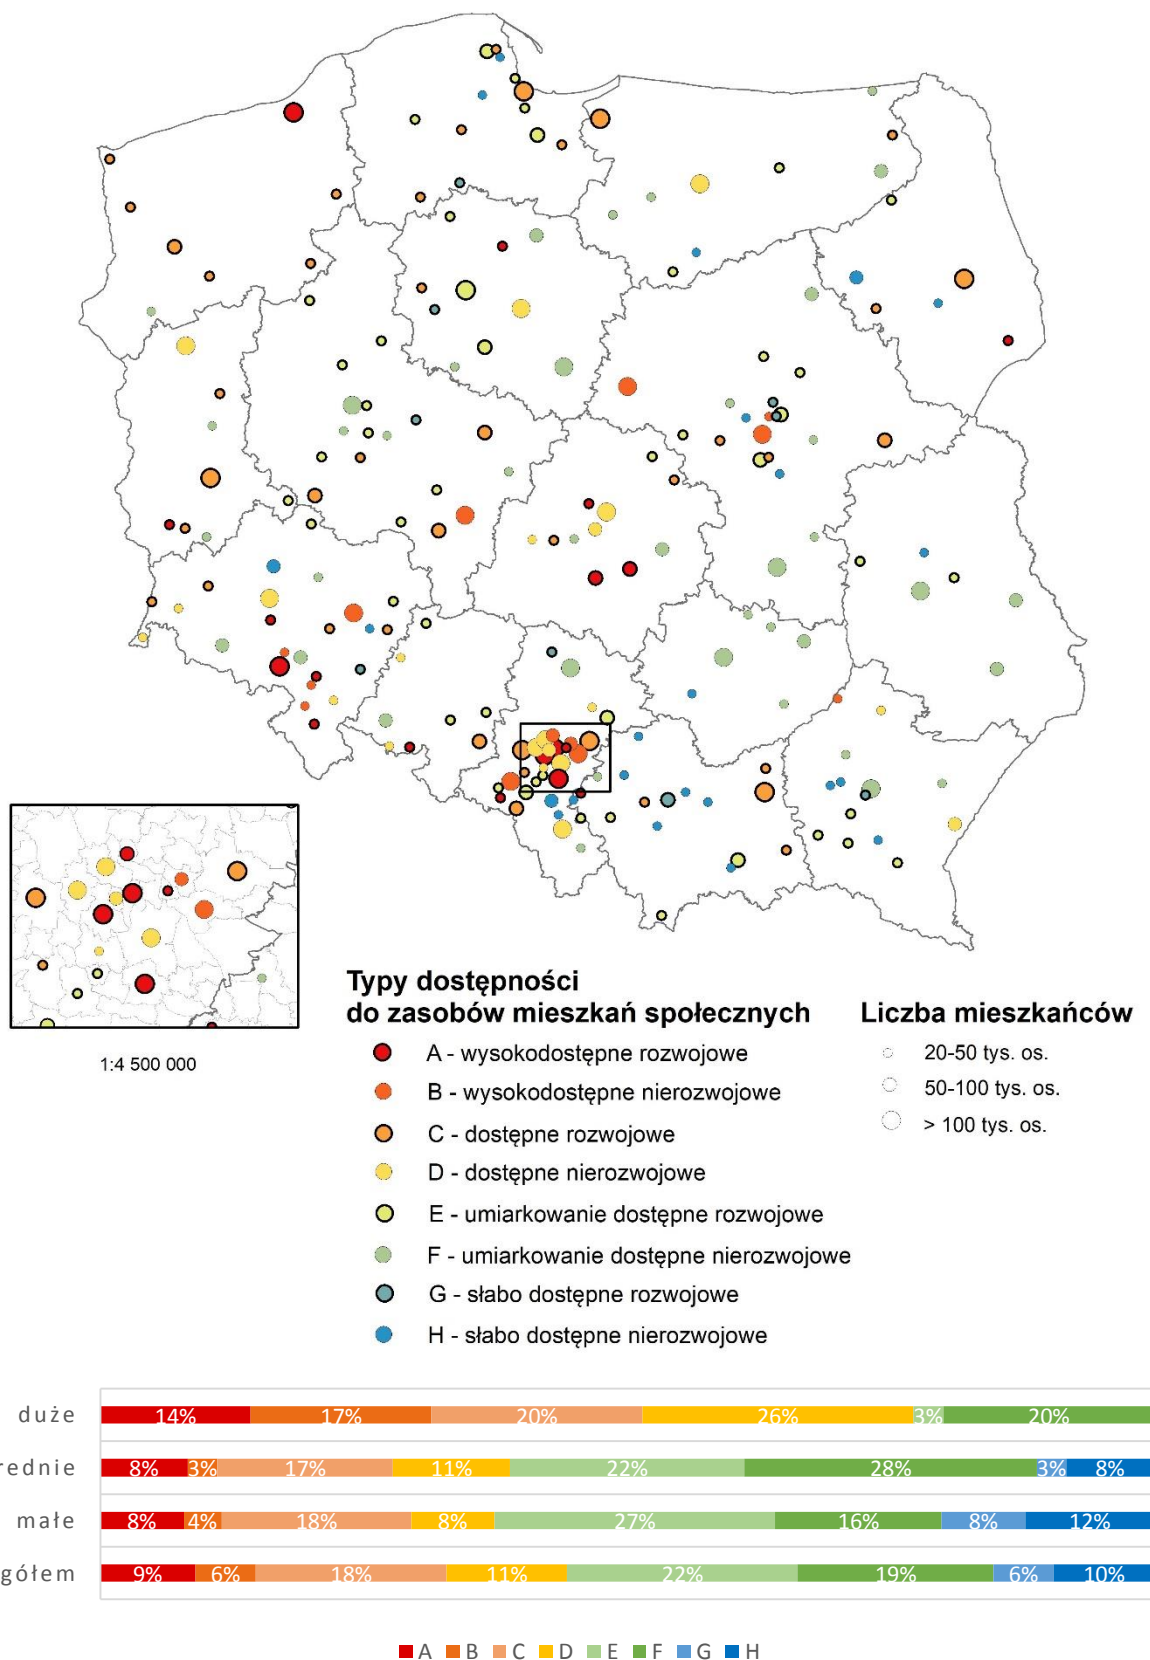 1:4 500 000
Typy dostępności
do zasobów mieszkań społecznych
A - wysokodostępne rozwojowe
B - wysokodostępne nierozwojowe
C - dostępne rozwojowe
D - dostępne nierozwojowe
E - umiarkowanie dostępne rozwojowe
F - umiarkowanie dostępne nierozwojowe
G - słabo dostępne rozwojowe
H - słabo dostępne nierozwojowe
Liczba mieszkańców
20-50 tys. os.
50-100 tys. os.
> 100 tys. os.
duże 14% 17% 20% 26% 3% 20%
rednie 8% 3% 17% 11% 22% 28% 3% 8%
małe 8% 4% 18% 8% 27% 16% 8% 12%
gółem 9% 6% 18% 11% 22% 19% 6% 10%
A B C D E F G H